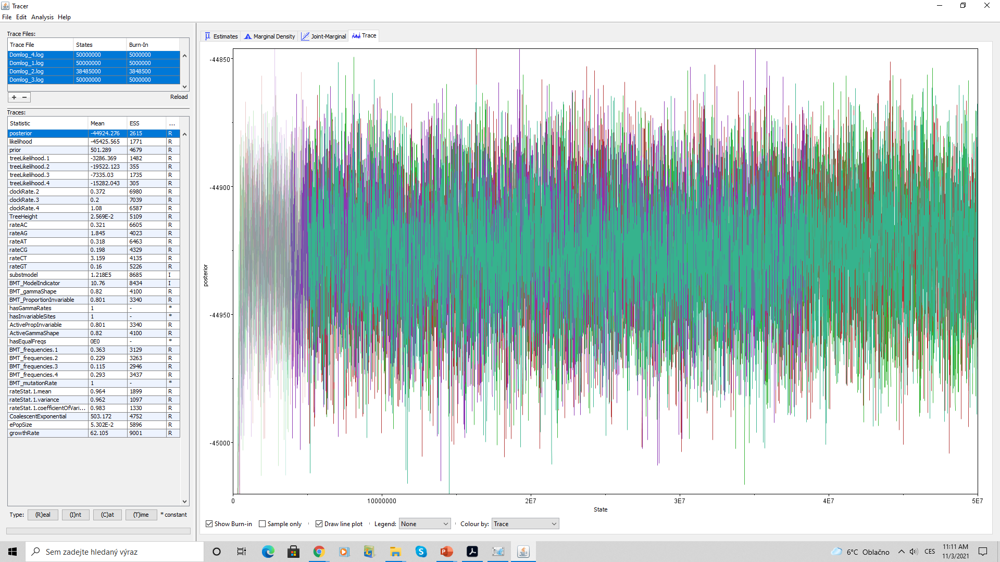 Tracer
File Edit Analysis Help
Trace Files:
Trace File States Burn-In
Domlog_4.log 50000000 5000000
Domlog_1.log 50000000 5000000
Domlog_2.log 38485000 3848500
Domlog_3.log 50000000 5000000
+ − Reload
Traces:
Statistic Mean ESS ...
posterior -44924.276 2615 R
likelihood -45425.565 1771 R
prior 501.289 4679 R
treeLikelihood.1 -3286.369 1482 R
treeLikelihood.2 -19522.123 355 R
treeLikelihood.3 -7335.03 1735 R
treeLikelihood.4 -15282.043 305 R
clockRate.2 0.372 6980 R
clockRate.3 0.2 7039 R
clockRate.4 1.08 6587 R
TreeHeight 2.569E-2 5109 R
rateAC 0.321 6605 R
rateAG 1.845 4023 R
rateAT 0.318 6463 R
rateCG 0.198 4329 R
rateCT 3.159 4135 R
rateGT 0.16 5226 R
substmodel 1.218E5 8685 I
BMT_ModelIndicator 10.76 8434 I
BMT_gammaShape 0.82 4100 R
BMT_ProportionInvariable 0.801 3340 R
hasGammaRates 1 - *
hasInvariableSites 1 - *
ActivePropInvariable 0.801 3340 R
ActiveGammaShape 0.82 4100 R
hasEqualFreqs 0E0 - *
BMT_frequencies.1 0.363 3129 R
BMT_frequencies.2 0.229 3263 R
BMT_frequencies.3 0.115 2946 R
BMT_frequencies.4 0.293 3437 R
BMT_mutationRate 1 - *
rateStat.1.mean 0.964 1899 R
rateStat.1.variance 0.962 1097 R
rateStat.1.coefficientOfVari... 0.983 1330 R
CoalescentExponential 503.172 4752 R
ePopSize 5.302E-2 5896 R
growthRate 62.105 9001 R
Type: (R)eal (I)nt (C)at (T)ime * constant
Estimates Marginal Density Joint-Marginal Trace
-44850
-44900
-44950
-45000
posterior
0 10000000 2E7 3E7 4E7 5E7
State
Show Burn-in Sample only Draw line plot Legend: None Colour by: Trace
Sem zadejte hledaný výraz
6°C Oblačno CES 11:11 AM
11/3/2021